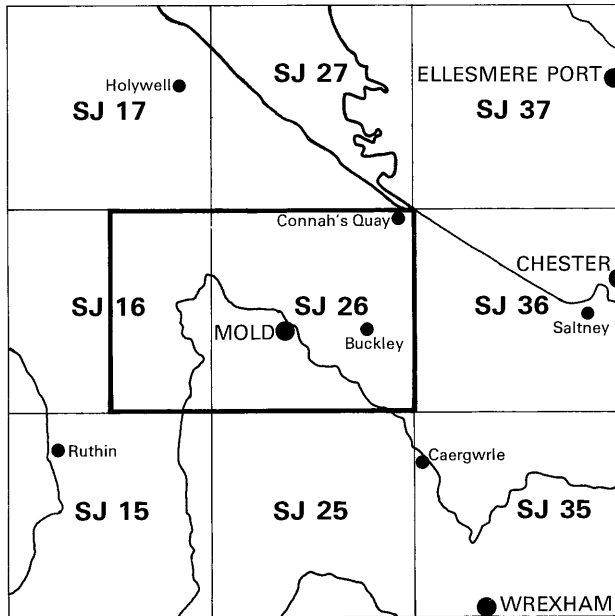 SJ 27
ELLESMERE PORT
Holywell
SJ 17
SJ 37
Connah's Quay
CHESTER
SJ 16
SJ 26
SJ 36
Saltney
MOLD
Buckley
Ruthin
Caergwrle
SJ 15
SJ 25
SJ 35
WREXHAM